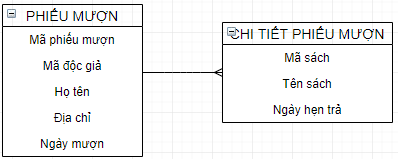 PHIẾU MƯỢN
Mã phiếu mượn
Mã độc giả
Họ tên
Địa chỉ
Ngày mượn
CHI TIẾT PHIẾU MƯỢN
Mã sách
Tên sách
Ngày hẹn trả